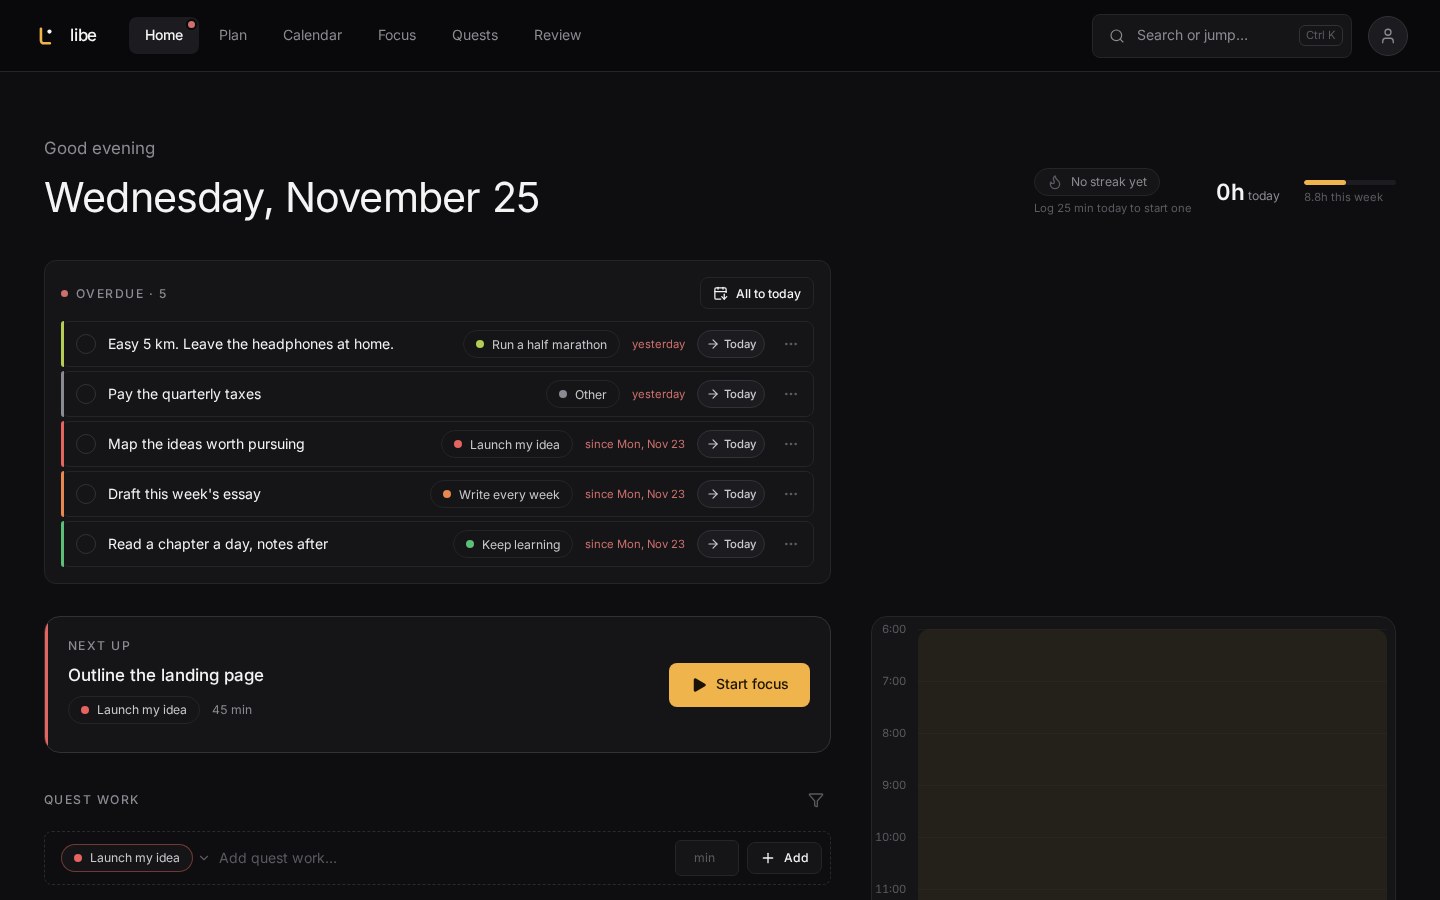 libe
Home
Plan
Calendar
Focus
Quests
Review
Search or jump...
Ctrl K
Good evening
Wednesday, November 25
No streak yet
Log 25 min today to start one
0h today
8.8h this week
OVERDUE · 5
All to today
Easy 5 km. Leave the headphones at home.
Run a half marathon
yesterday
Today
Pay the quarterly taxes
Other
yesterday
Today
Map the ideas worth pursuing
Launch my idea
since Mon, Nov 23
Today
Draft this week's essay
Write every week
since Mon, Nov 23
Today
Read a chapter a day, notes after
Keep learning
since Mon, Nov 23
Today
NEXT UP
Outline the landing page
Launch my idea
45 min
Start focus
QUEST WORK
Launch my idea
Add quest work...
min
Add
6:00
7:00
8:00
9:00
10:00
11:00